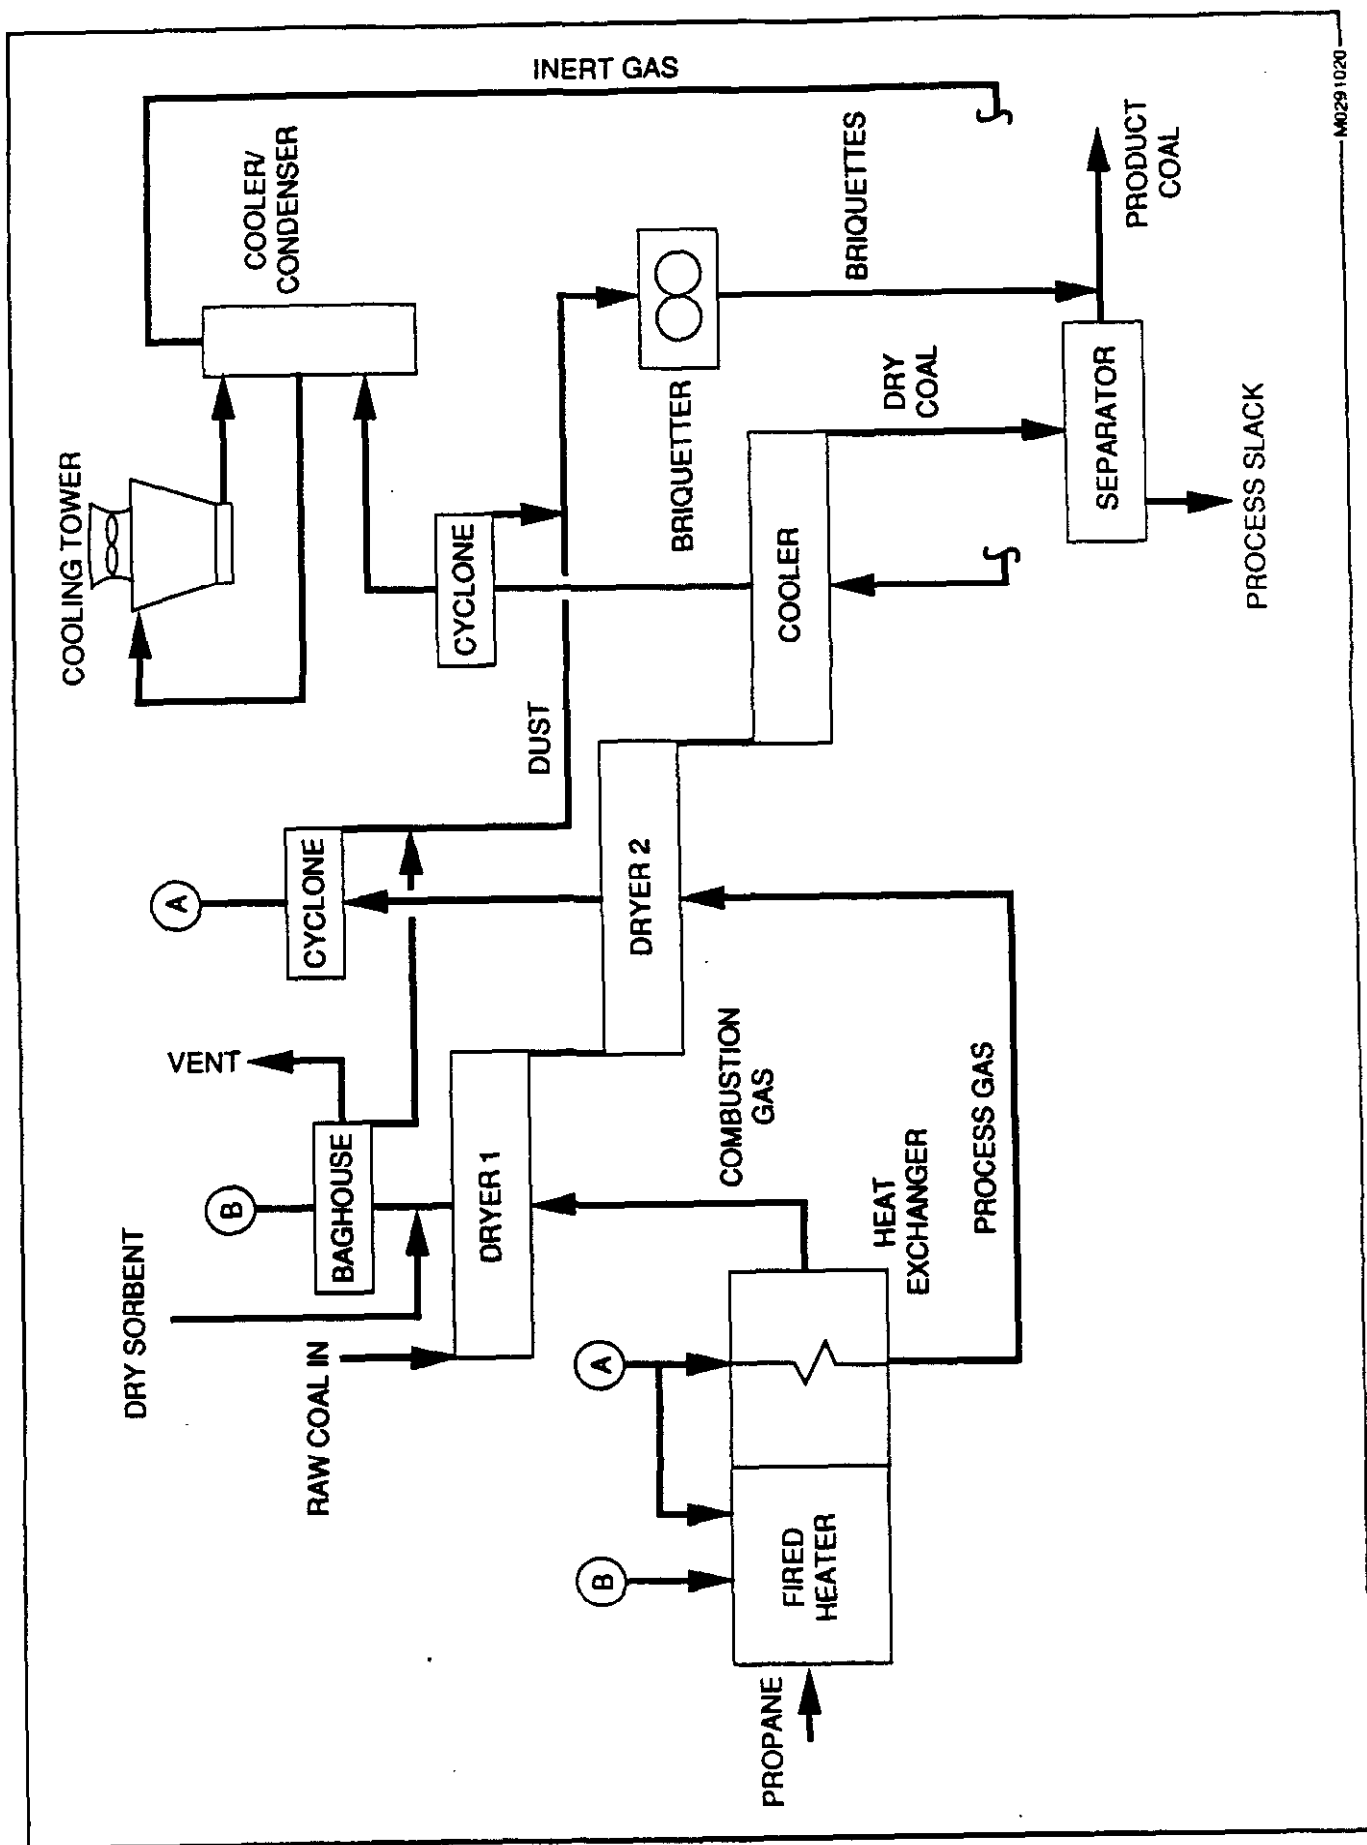 INERT GAS
M0291020
COOLING TOWER
COOLER/
CONDENSER
BRIQUETTES
PRODUCT
COAL
A
CYCLONE
DUST
CYCLONE
BRIQUETTER
DRY
COAL
SEPARATOR
PROCESS SLACK
VENT
B
BAGHOUSE
DRY SORBENT
RAW COAL IN
DRYER 1
DRYER 2
COOLER
COMBUSTION
GAS
HEAT
EXCHANGER
PROCESS GAS
A
B
FIRED
HEATER
PROPANE